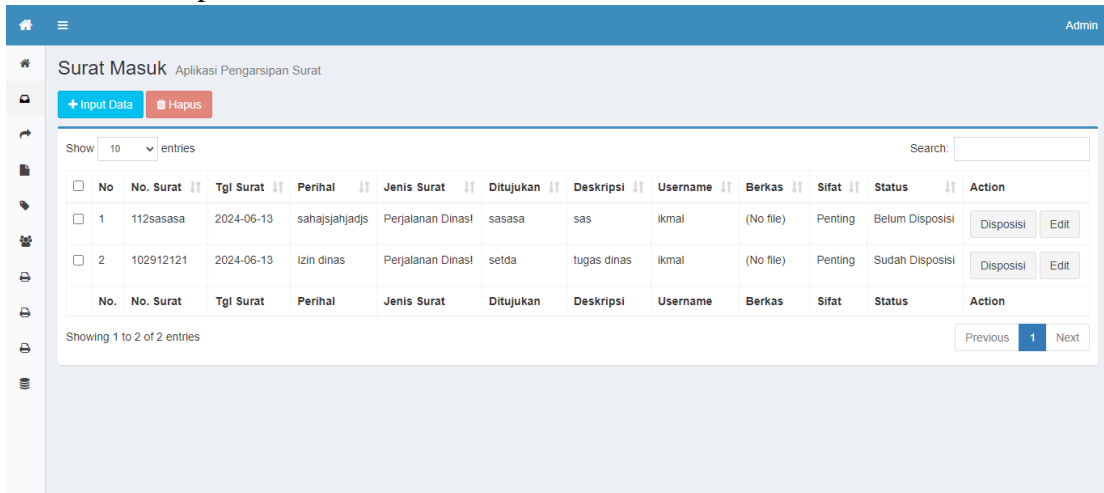 Admin
Surat Masuk Aplikasi Pengarsipan Surat
Input Data Hapus
Show 10 entries Search:
No No. Surat Tgl Surat Perihal Jenis Surat Ditujukan Deskripsi Username Berkas Sifat Status Action
1 112sasasa 2024-06-13 sahajsjahjadjs Perjalanan Dinas! sasasa sas ikmal (No file) Penting Belum Disposisi Disposisi Edit
2 102912121 2024-06-13 Izin dinas Perjalanan Dinas! setda tugas dinas ikmal (No file) Penting Sudah Disposisi Disposisi Edit
No. No. Surat Tgl Surat Perihal Jenis Surat Ditujukan Deskripsi Username Berkas Sifat Status Action
Showing 1 to 2 of 2 entries Previous 1 Next